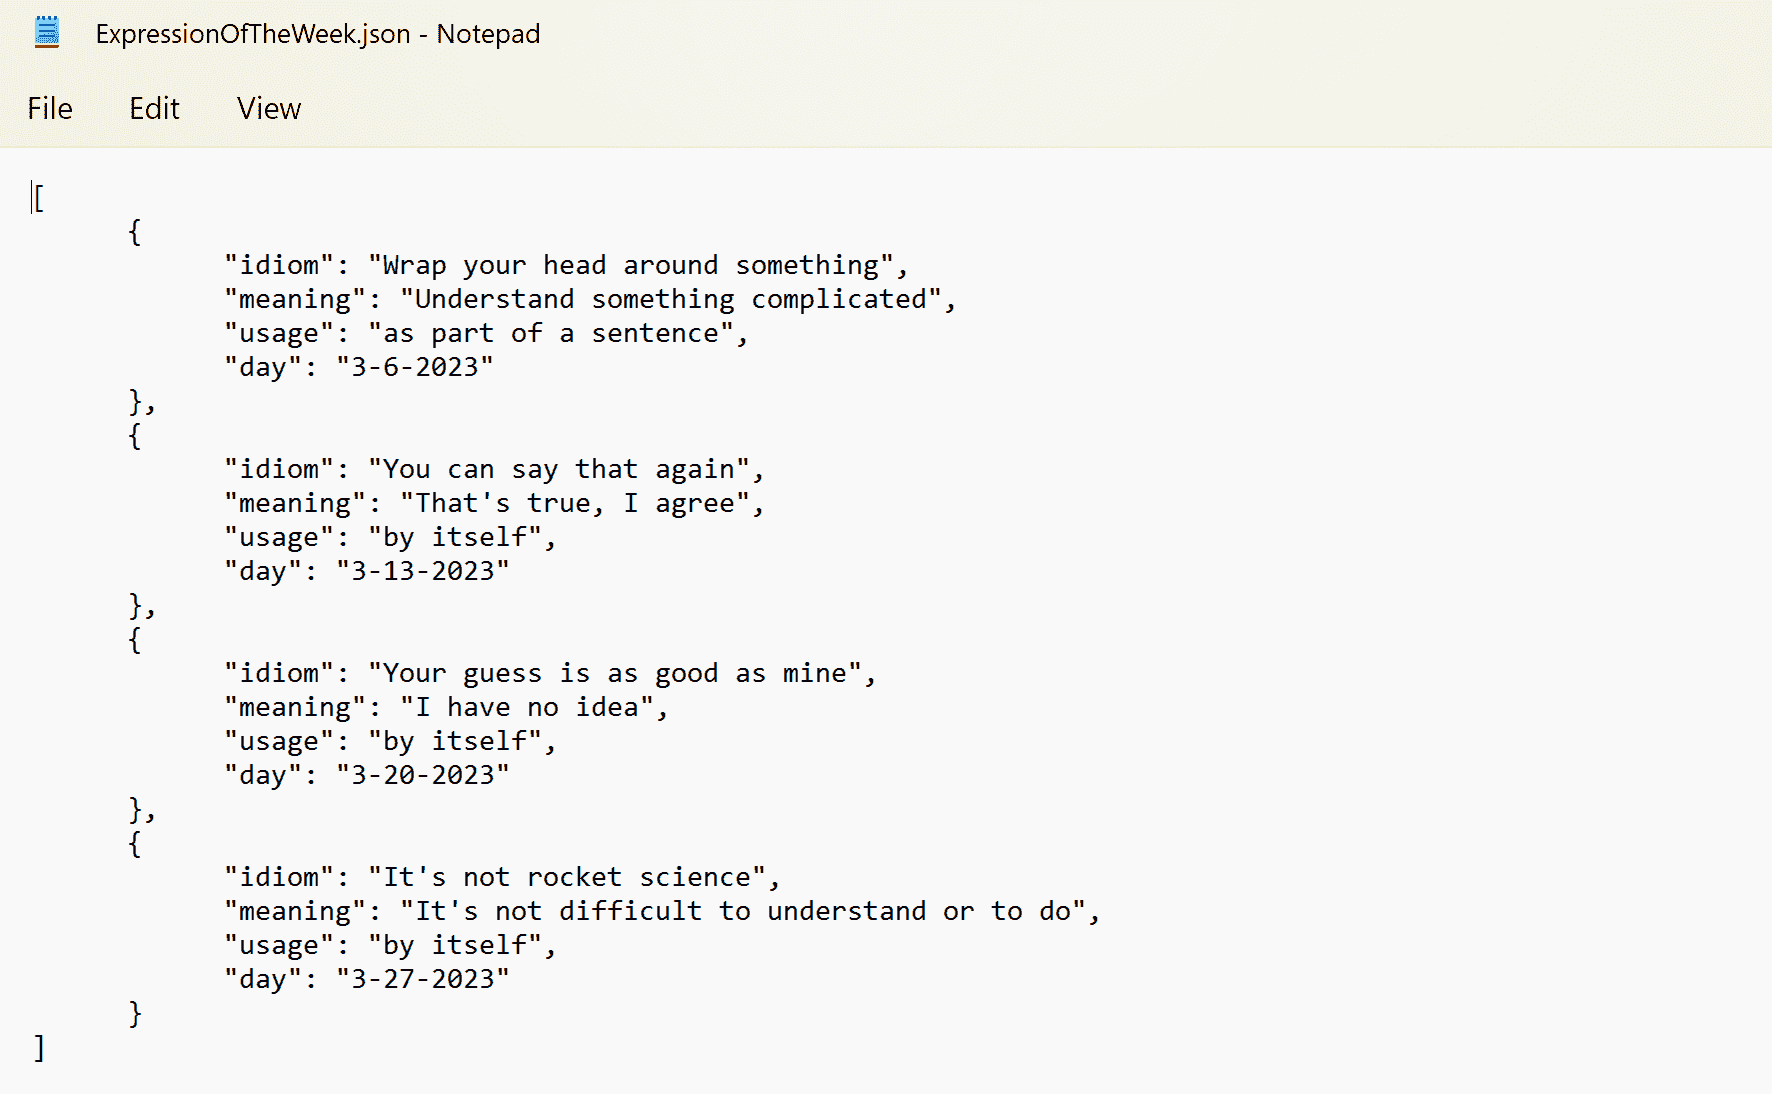 ExpressionOfTheWeek.json - Notepad
File Edit View
[
{
"idiom": "Wrap your head around something",
"meaning": "Understand something complicated",
"usage": "as part of a sentence",
"day": "3-6-2023"
},
{
"idiom": "You can say that again",
"meaning": "That's true, I agree",
"usage": "by itself",
"day": "3-13-2023"
},
{
"idiom": "Your guess is as good as mine",
"meaning": "I have no idea",
"usage": "by itself",
"day": "3-20-2023"
},
{
"idiom": "It's not rocket science",
"meaning": "It's not difficult to understand or to do",
"usage": "by itself",
"day": "3-27-2023"
}
]